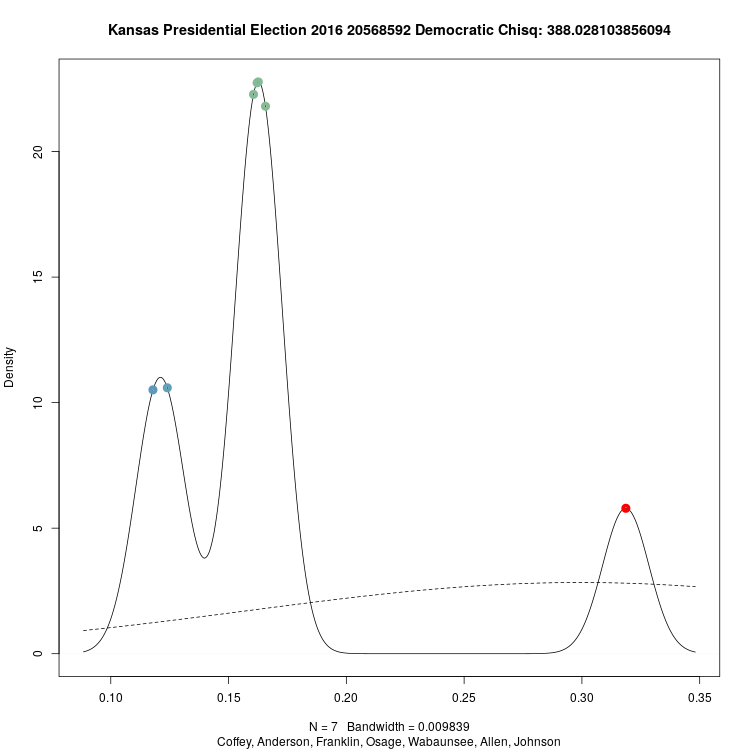 Kansas Presidential Election 2016 20568592 Democratic Chisq: 388.028103856094
Density
20
15
10
5
0
0.10 0.15 0.20 0.25 0.30 0.35
N = 7 Bandwidth = 0.009839
Coffey, Anderson, Franklin, Osage, Wabaunsee, Allen, Johnson